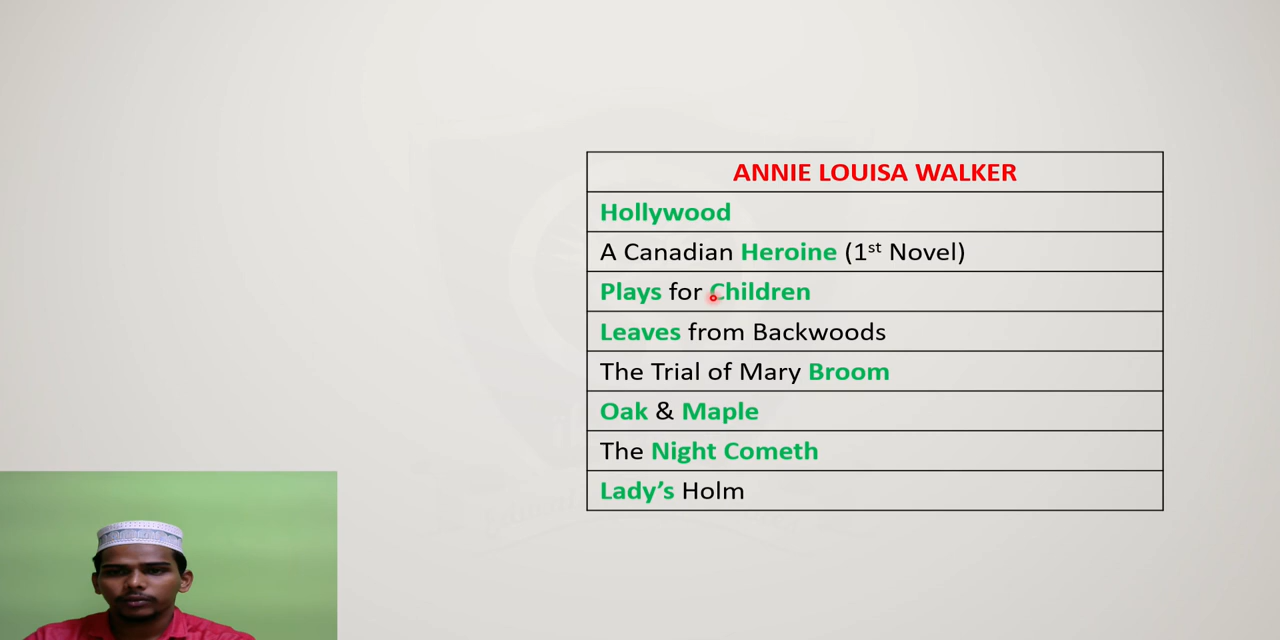 ANNIE LOUISA WALKER
Hollywood
A Canadian Heroine (1st Novel)
Plays for Children
Leaves from Backwoods
The Trial of Mary Broom
Oak & Maple
The Night Cometh
Lady's Holm